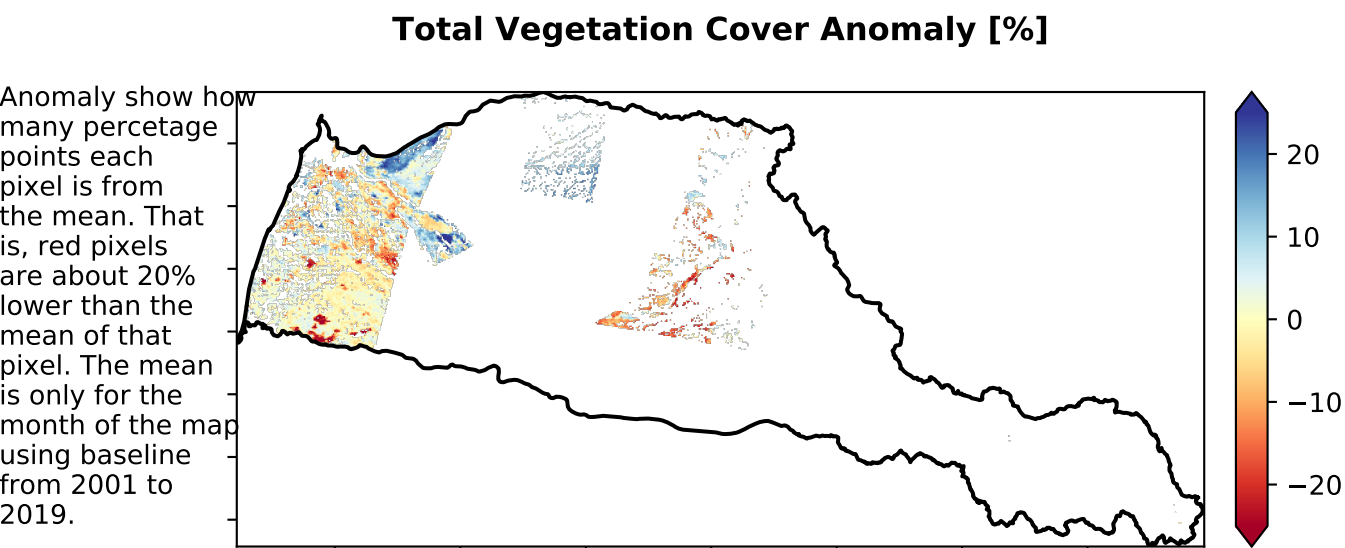 Total Vegetation Cover Anomaly [%]
Anomaly show how
many percetage
points each
pixel is from
the mean. That
is, red pixels
are about 20%
lower than the
mean of that
pixel. The mean
is only for the
month of the map
using baseline
from 2001 to
2019.
20
10
0
−10
−20